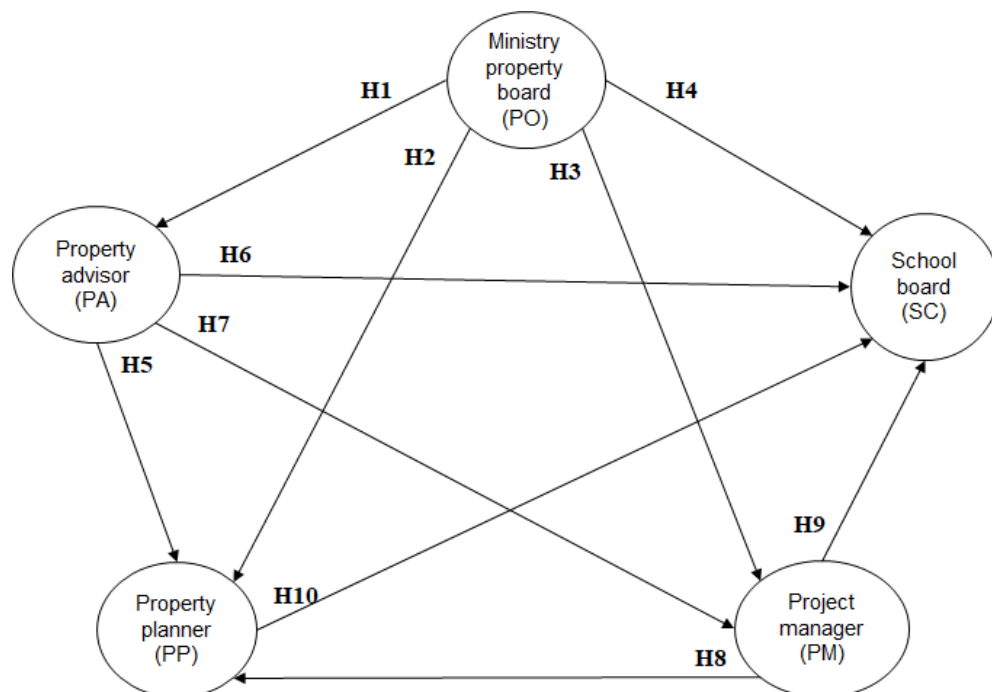 Ministry
property
board
(PO)
H1
H4
H2
H3
Property
advisor
(PA)
H6
School
board
(SC)
H7
H5
H9
Property
planner
(PP)
H10
Project
manager
(PM)
H8